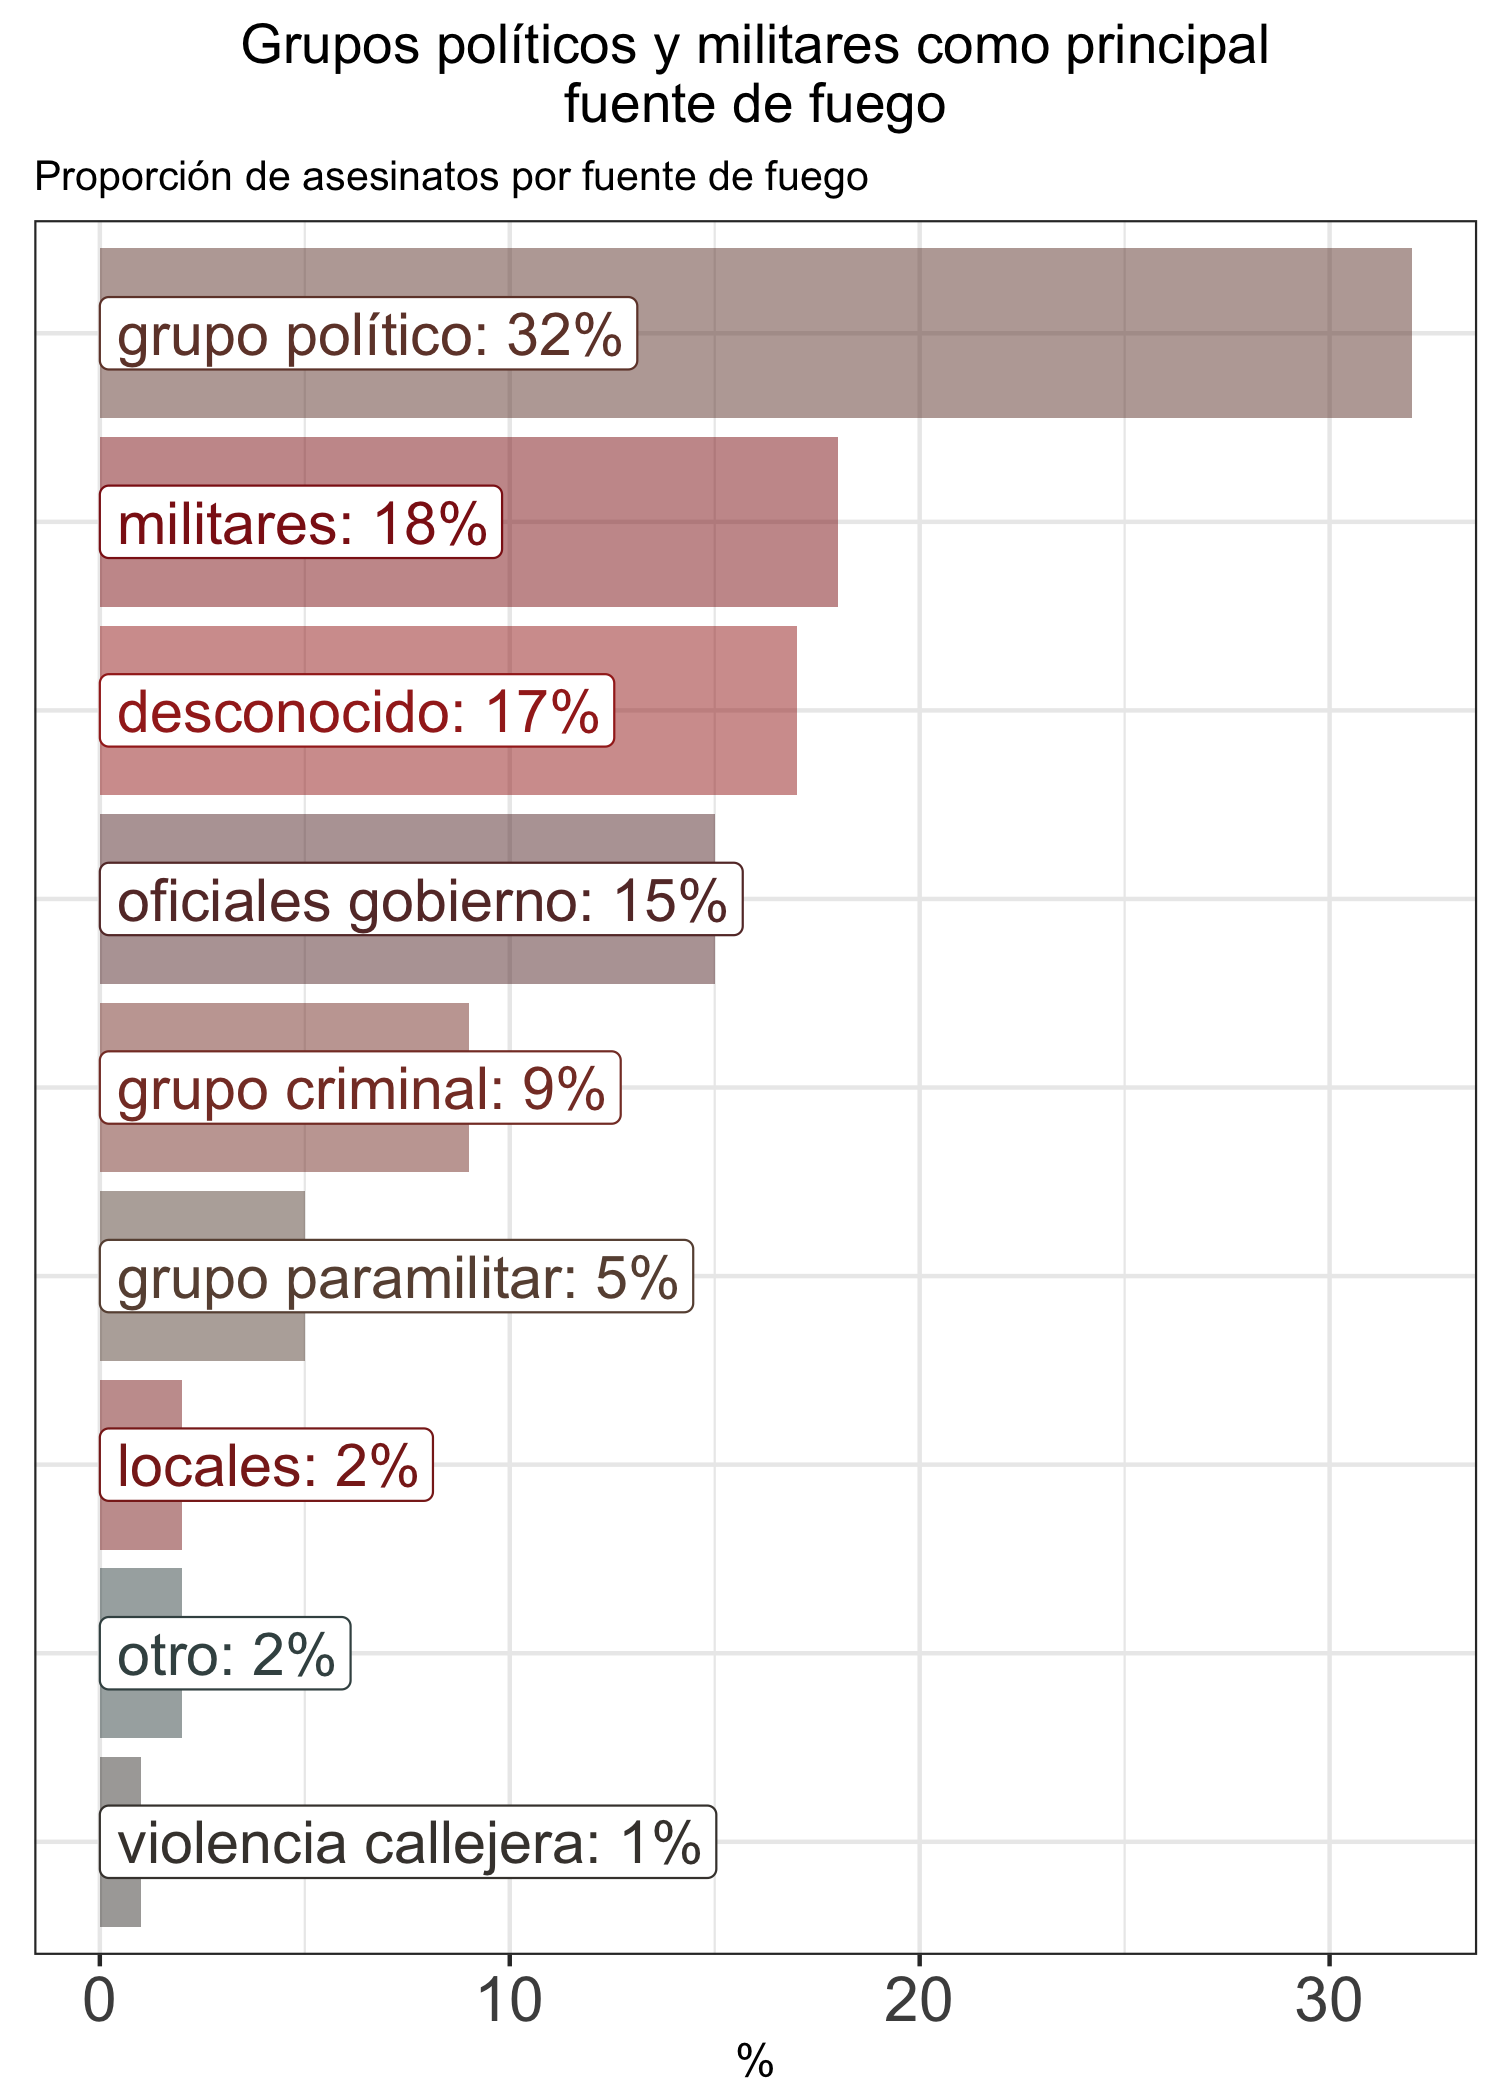 Grupos políticos y militares como principal
fuente de fuego
Proporción de asesinatos por fuente de fuego
grupo político: 32%
militares: 18%
desconocido: 17%
oficiales gobierno: 15%
grupo criminal: 9%
grupo paramilitar: 5%
locales: 2%
otro: 2%
violencia callejera: 1%
0 10 20 30
%